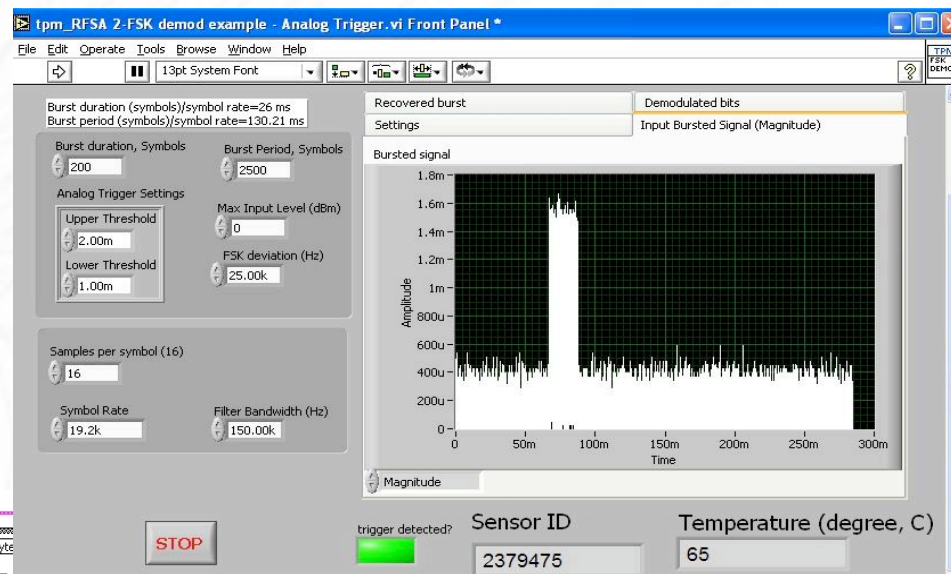 tpm_RFSA 2-FSK demod example - Analog Trigger.vi Front Panel *
File Edit Operate Tools Browse Window Help
13pt System Font
TPM
FSK
DEMO
Burst duration (symbols)/symbol rate=26 ms
Burst period (symbols)/symbol rate=130.21 ms
Burst duration, Symbols
200
Burst Period, Symbols
2500
Analog Trigger Settings
Upper Threshold
2.00m
Lower Threshold
1.00m
Max Input Level (dBm)
0
FSK deviation (Hz)
25.00k
Samples per symbol (16)
16
Symbol Rate
19.2k
Filter Bandwidth (Hz)
150.00k
Recovered burst
Demodulated bits
Settings
Input Bursted Signal (Magnitude)
Bursted signal
1.8m
1.6m
1.4m
1.2m
1m
800u
600u
400u
200u
0
Amplitude
0 50m 100m 150m 200m 250m 300m
Time
Magnitude
STOP
trigger detected?
Sensor ID
2379475
Temperature (degree, C)
65